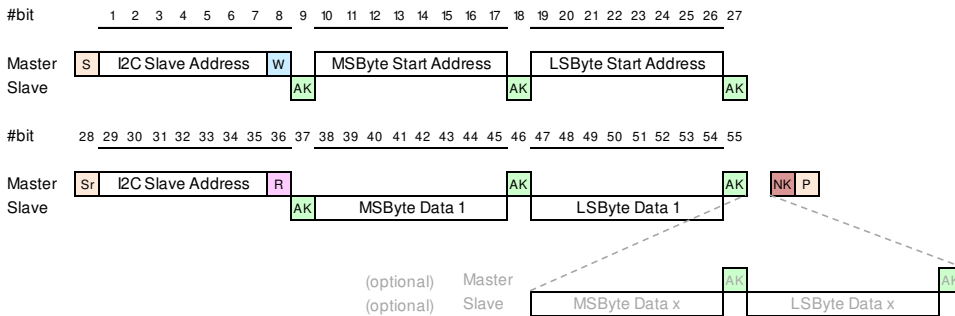 #bit 1 2 3 4 5 6 7 8 9 10 11 12 13 14 15 16 17 18 19 20 21 22 23 24 25 26 27
Master S I2C Slave Address W MSByte Start Address LSByte Start Address
Slave AK AK AK
#bit 28 29 30 31 32 33 34 35 36 37 38 39 40 41 42 43 44 45 46 47 48 49 50 51 52 53 54 55
Master Sr I2C Slave Address R AK AK NK P
Slave AK MSByte Data 1 LSByte Data 1
(optional) Master AK AK
(optional) Slave MSByte Data x LSByte Data x